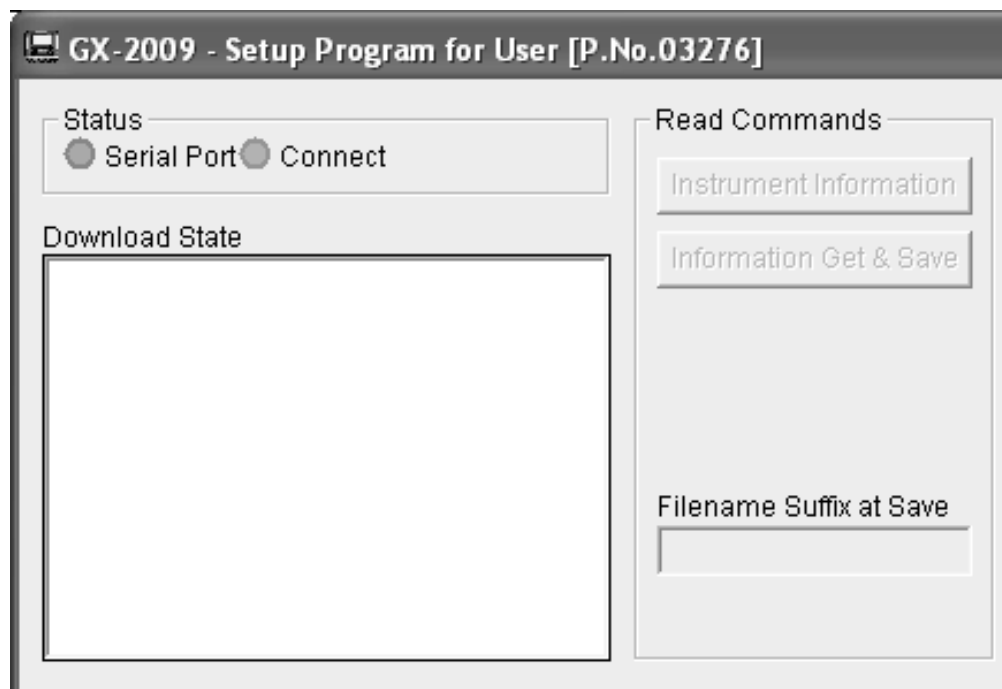 GX-2009 - Setup Program for User [P.No.03276]
Status
Serial Port Connect
Download State
Read Commands
Instrument Information
Information Get & Save
Filename Suffix at Save